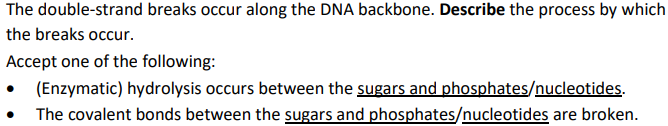 The double-strand breaks occur along the DNA backbone. Describe the process by which
the breaks occur.
Accept one of the following:
• (Enzymatic) hydrolysis occurs between the sugars and phosphates/nucleotides.
• The covalent bonds between the sugars and phosphates/nucleotides are broken.